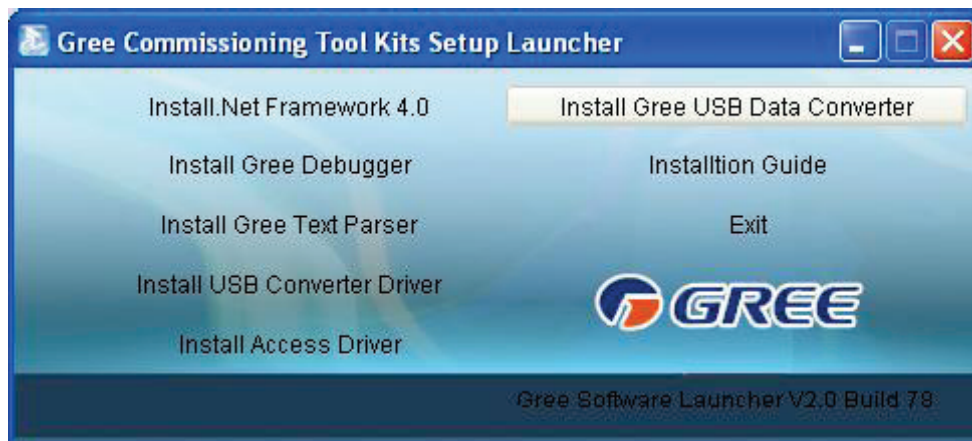 Gree Commissioning Tool Kits Setup Launcher
Install.Net Framework 4.0
Install Gree USB Data Converter
Install Gree Debugger
Installtion Guide
Install Gree Text Parser
Exit
Install USB Converter Driver
GREE
Install Access Driver
Gree Software Launcher V2.0 Build 78